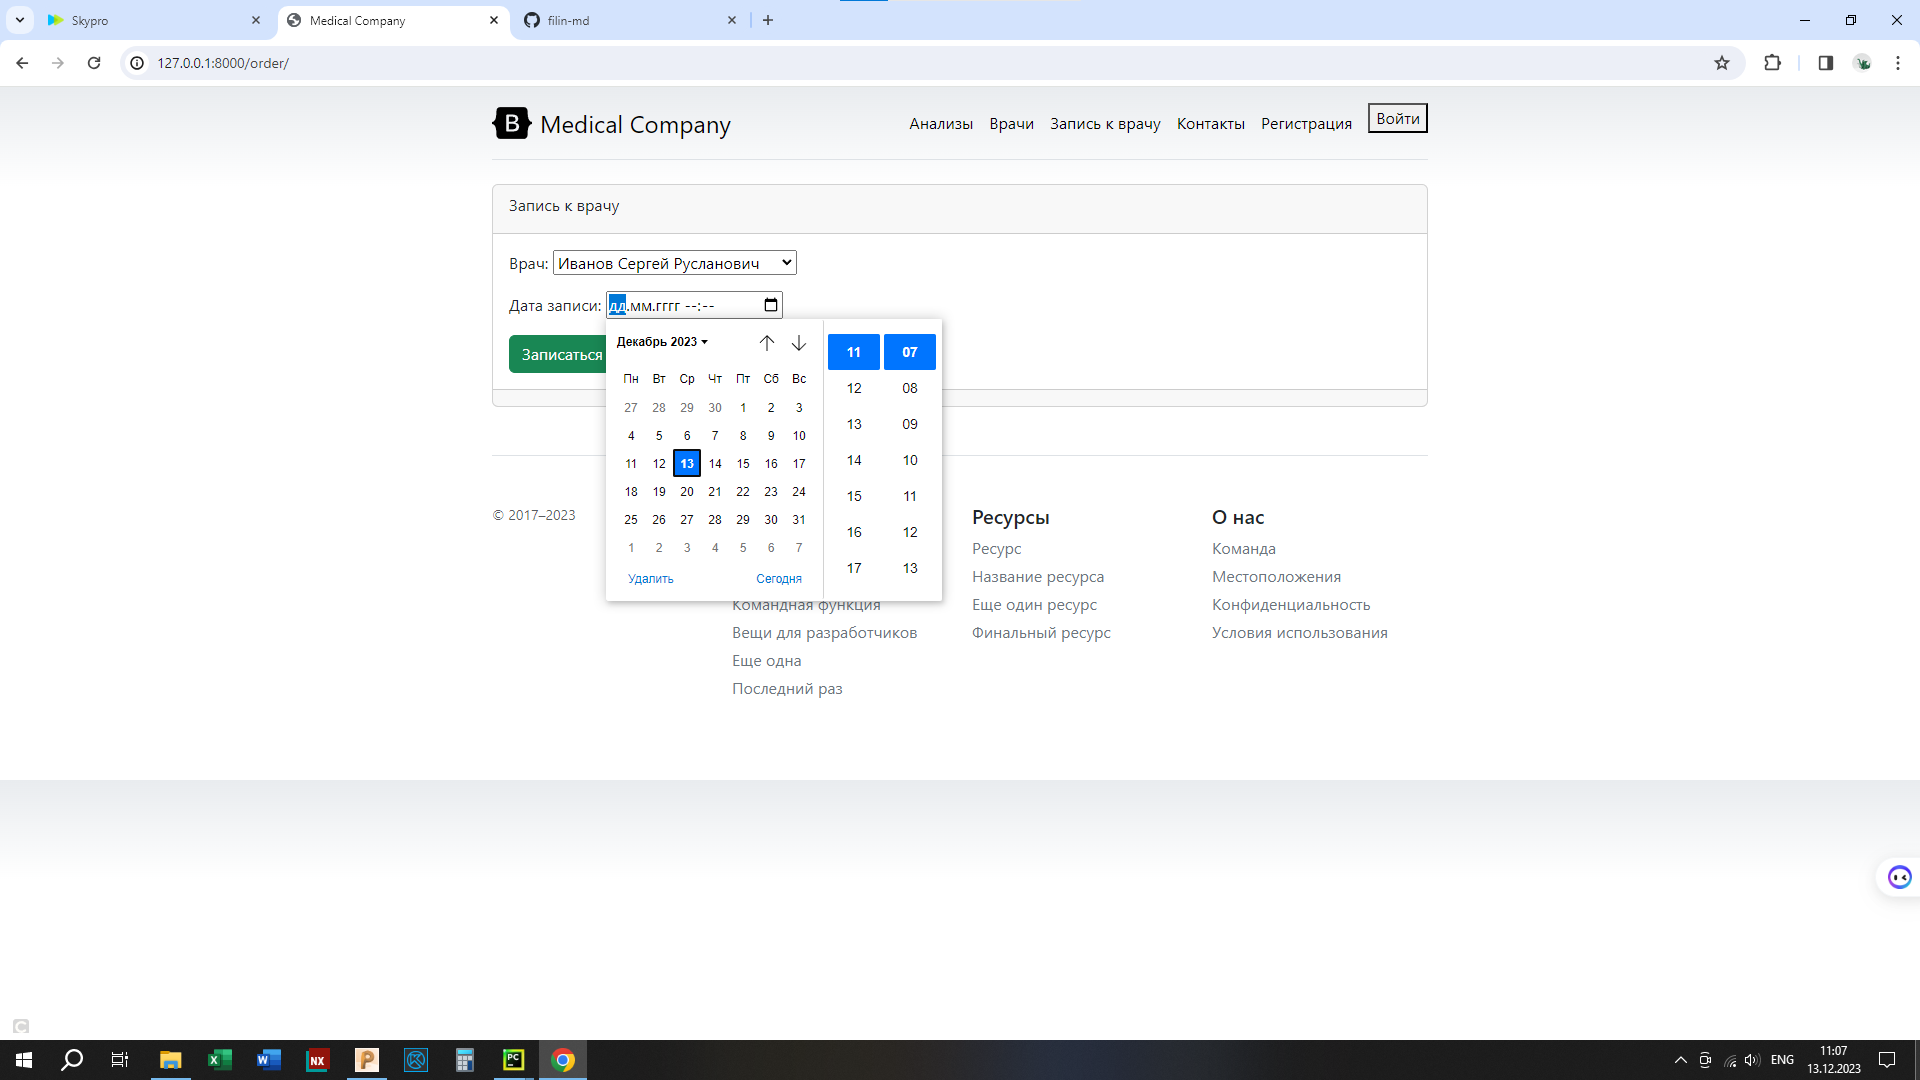 Skypro
Medical Company
filin-md
127.0.0.1:8000/order/
B Medical Company
Анализы Врачи Запись к врачу Контакты Регистрация Войти
Запись к врачу
Врач: Иванов Сергей Русланович
Дата записи: дд.мм.гггг --:--
Записаться
Декабрь 2023
Пн Вт Ср Чт Пт Сб Вс
27 28 29 30 1 2 3
4 5 6 7 8 9 10
11 12 13 14 15 16 17
18 19 20 21 22 23 24
25 26 27 28 29 30 31
1 2 3 4 5 6 7
Удалить Сегодня
11 07
12 08
13 09
14 10
15 11
16 12
17 13
© 2017–2023
Командная функция
Вещи для разработчиков
Еще одна
Последний раз
Ресурсы
Ресурс
Название ресурса
Еще один ресурс
Финальный ресурс
О нас
Команда
Местоположения
Конфиденциальность
Условия использования
NX
PC
ENG
11:07
13.12.2023